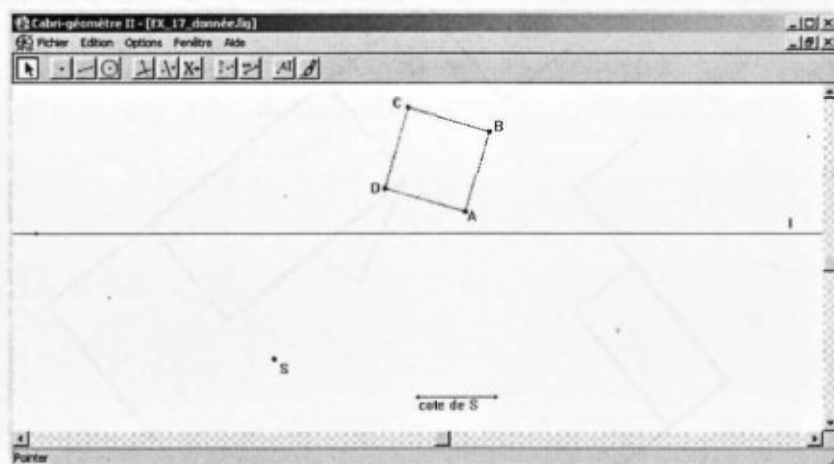 Cabri-géomètre II - [EX_17_donnée.fig]
Fichier Edition Options Fenêtre Aide
C
B
D
A
l
S
cote de S
Pointer